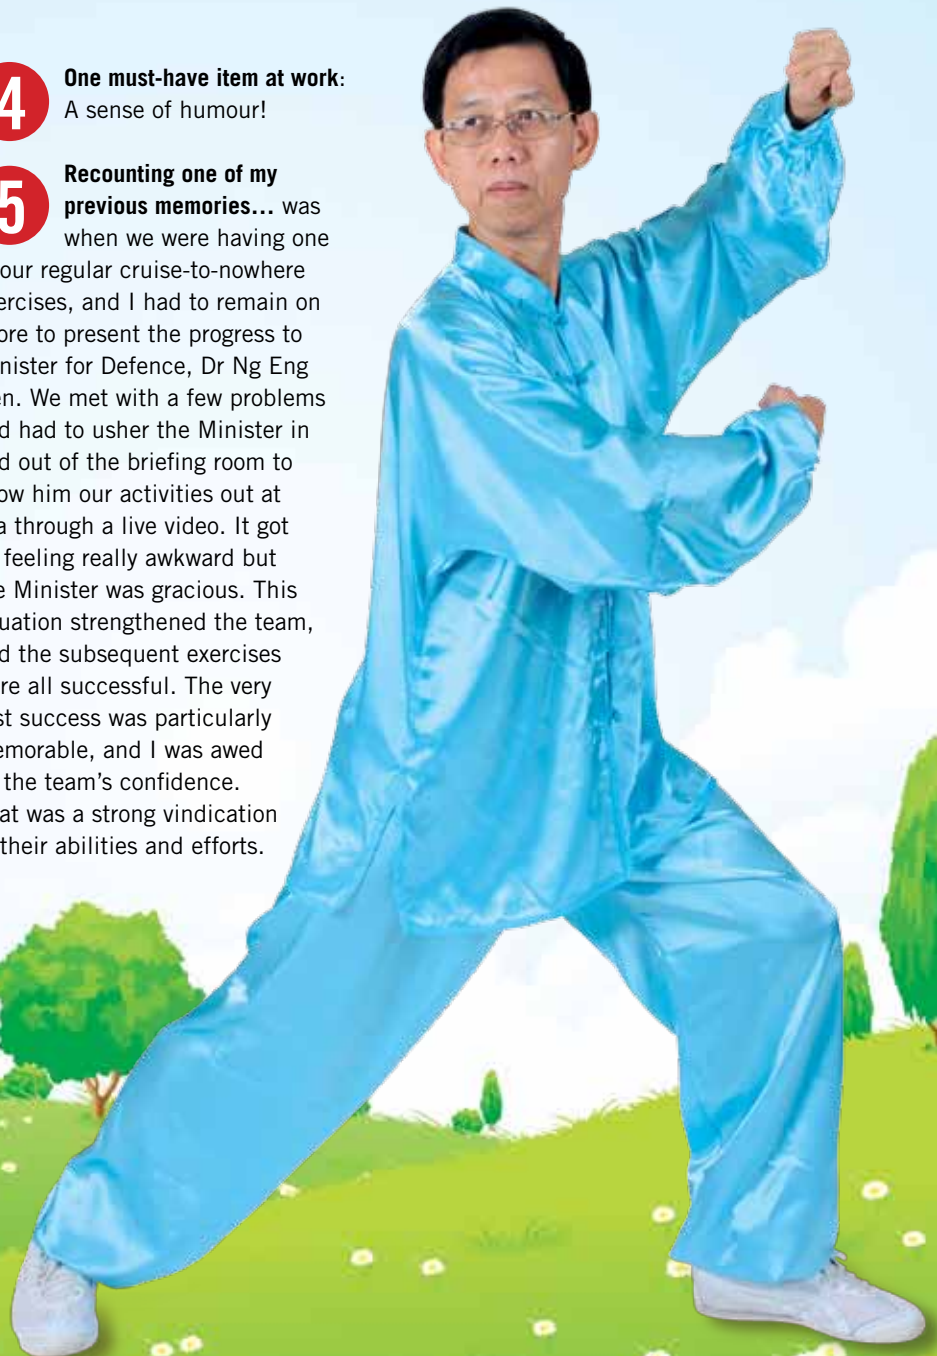 4 One must-have item at work:
A sense of humour!
5 Recounting one of my
previous memories... was
when we were having one
our regular cruise-to-nowhere
ercises, and I had to remain on
ore to present the progress to
nister for Defence, Dr Ng Eng
en. We met with a few problems
d had to usher the Minister in
d out of the briefing room to
ow him our activities out at
a through a live video. It got
feeling really awkward but
e Minister was gracious. This
uation strengthened the team,
d the subsequent exercises
re all successful. The very
st success was particularly
emorable, and I was awed
the team's confidence.
at was a strong vindication
their abilities and efforts.